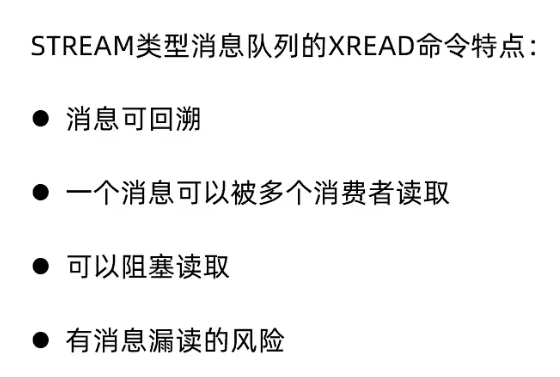 STREAM类型消息队列的XREAD命令特点：
● 消息可回溯
● 一个消息可以被多个消费者读取
● 可以阻塞读取
● 有消息漏读的风险